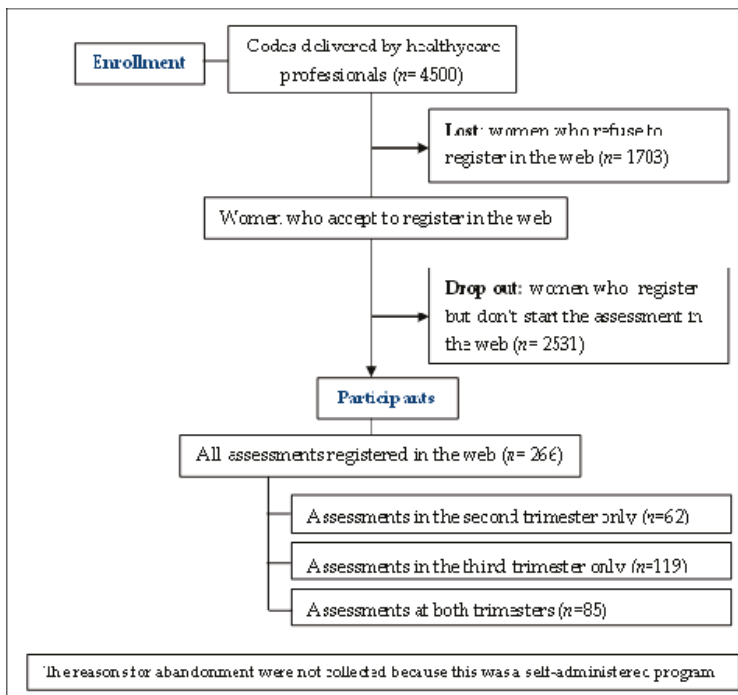 Enrollment
Codes delivered by healthycare
professionals (n= 4500)
Lost: women who refuse to
register in the web (n= 1703)
Women who accept to register in the web
Drop out: women who register
but don't start the assessment in
the web (n= 2531)
Participants
All assessments registered in the web (n= 266)
Assessments in the second trimester only (n=62)
Assessments in the third trimester only (n=119)
Assessments at both trimesters (n=85)
The reasons for abandonment were not collected because this was a self-administered program